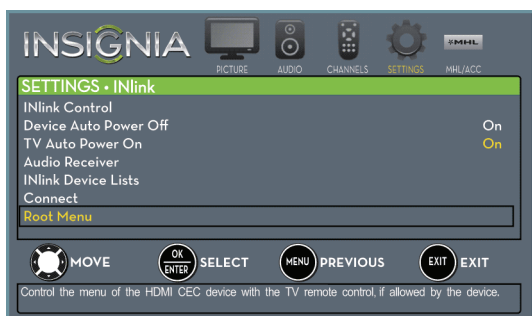 INSIGNIA
PICTURE AUDIO CHANNELS SETTINGS MHL/ACC
MHL
SETTINGS • INlink
INlink Control
Device Auto Power Off On
TV Auto Power On On
Audio Receiver
INlink Device Lists
Connect
Root Menu
MOVE OK ENTER SELECT MENU PREVIOUS EXIT EXIT
Control the menu of the HDMI CEC device with the TV remote control, if allowed by the device.